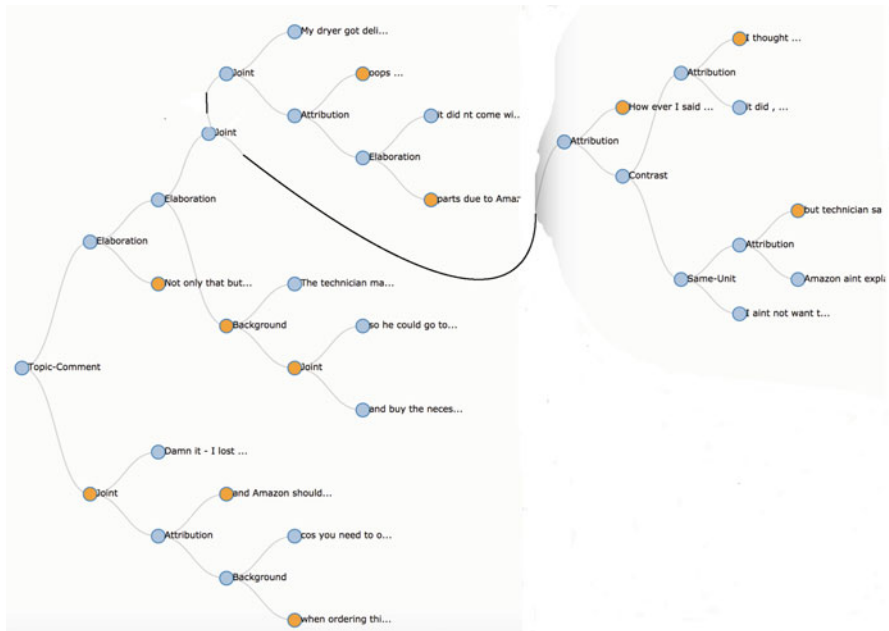 My dryer got deli...
Joint
oops ...
Attribution
it did nt come wi..
Joint
Elaboration
parts due to Amaz
Elaboration
Elaboration
Not only that but...
The technician ma...
Background
so he could go to...
Joint
Topic-Comment
and buy the neces...
Damn it - I lost ...
Joint
and Amazon should...
Attribution
cos you need to o...
Background
when ordering thi...
I thought ...
Attribution
How ever I said ...
it did , ...
Attribution
Contrast
but technician sa
Attribution
Same-Unit
Amazon aint expla
I aint not want t...